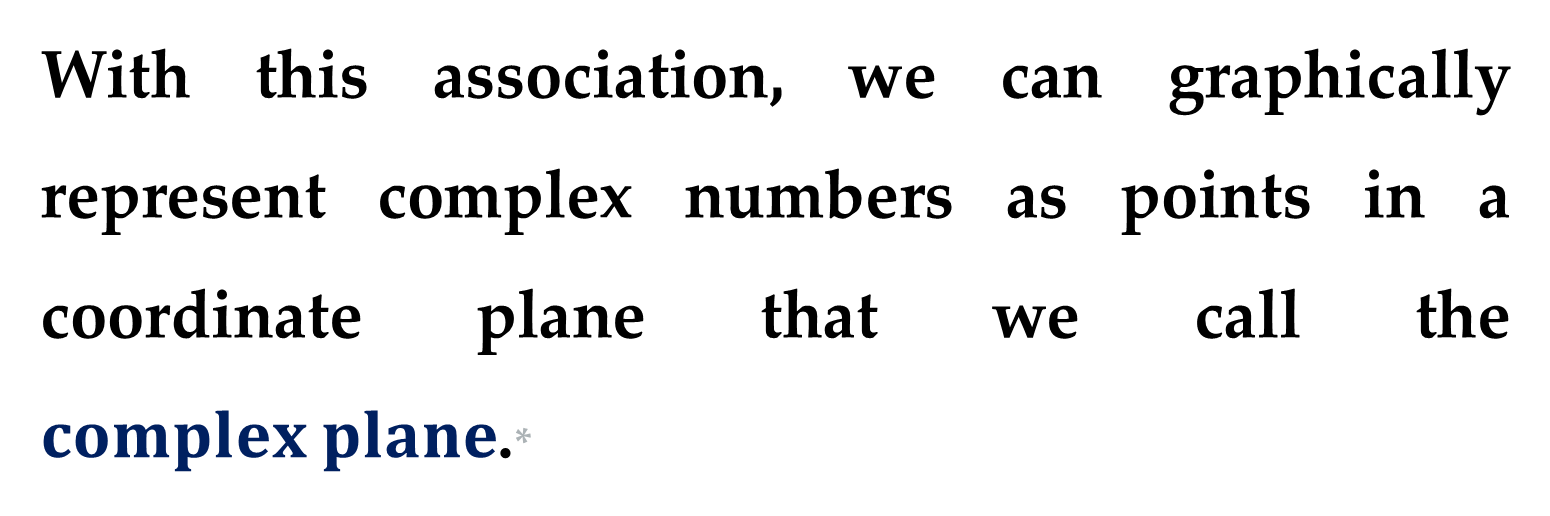 With this association, we can graphically
represent complex numbers as points in a
coordinate plane that we call the
complex plane.*